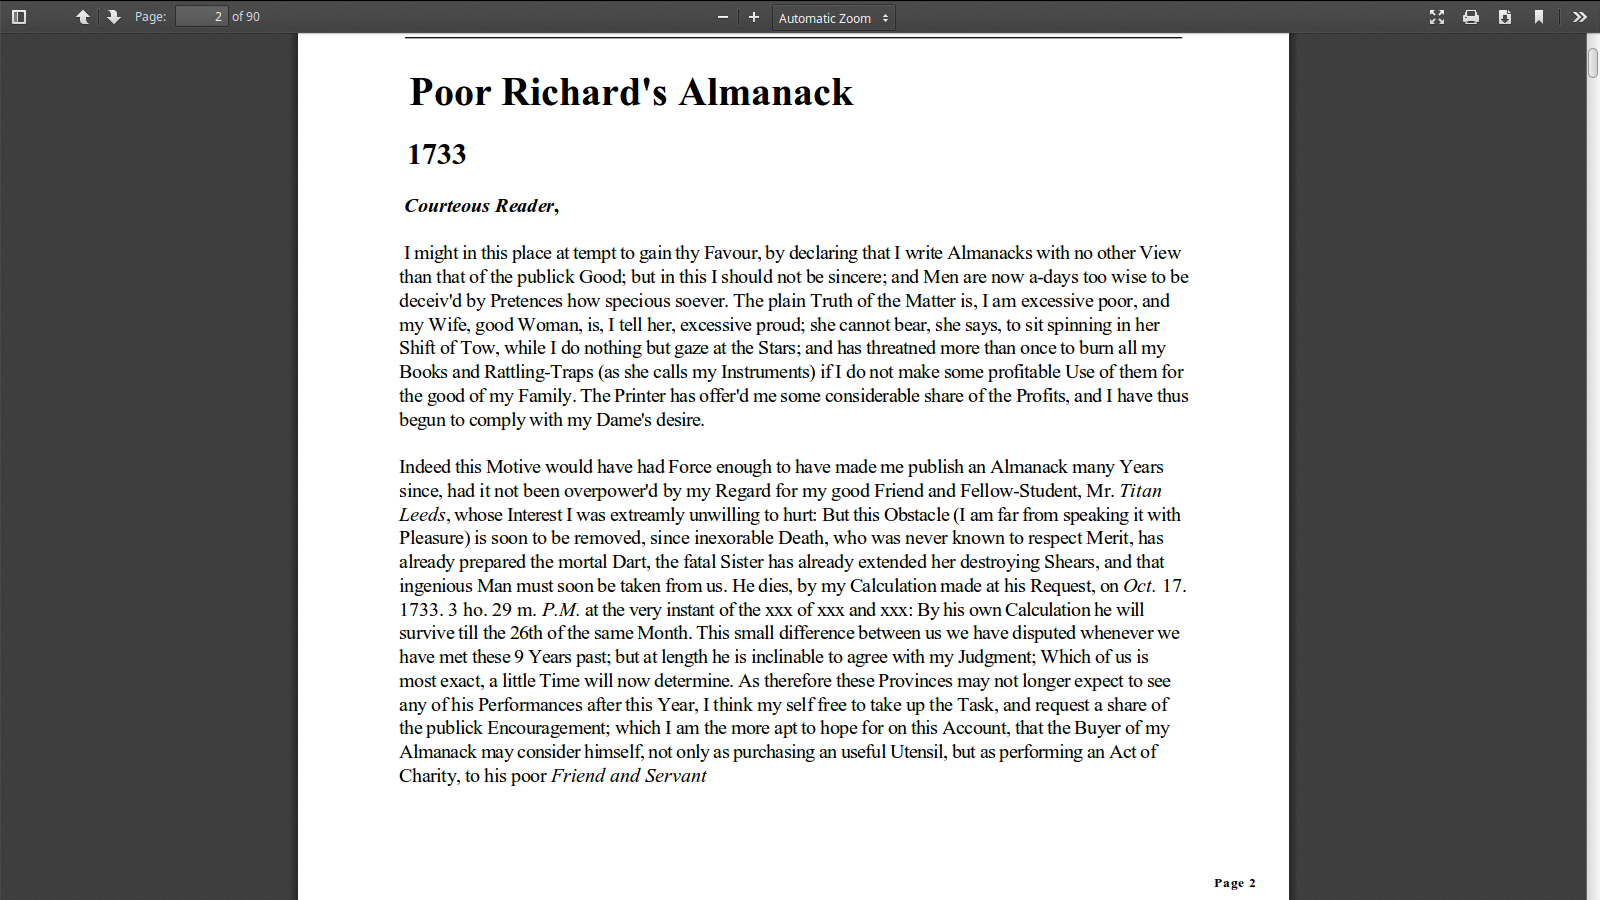 Page: 2 of 90 Automatic Zoom
Poor Richard's Almanack
1733
Courteous Reader,
I might in this place at tempt to gain thy Favour, by declaring that I write Almanacks with no other View
than that of the publick Good; but in this I should not be sincere; and Men are now a-days too wise to be
deceiv'd by Pretences how specious soever. The plain Truth of the Matter is, I am excessive poor, and
my Wife, good Woman, is, I tell her, excessive proud; she cannot bear, she says, to sit spinning in her
Shift of Tow, while I do nothing but gaze at the Stars; and has threatned more than once to burn all my
Books and Rattling-Traps (as she calls my Instruments) if I do not make some profitable Use of them for
the good of my Family. The Printer has offer'd me some considerable share of the Profits, and I have thus
begun to comply with my Dame's desire.
Indeed this Motive would have had Force enough to have made me publish an Almanack many Years
since, had it not been overpower'd by my Regard for my good Friend and Fellow-Student, Mr. Titan
Leeds, whose Interest I was extreamly unwilling to hurt: But this Obstacle (I am far from speaking it with
Pleasure) is soon to be removed, since inexorable Death, who was never known to respect Merit, has
already prepared the mortal Dart, the fatal Sister has already extended her destroying Shears, and that
ingenious Man must soon be taken from us. He dies, by my Calculation made at his Request, on Oct. 17.
1733. 3 ho. 29 m. P.M. at the very instant of the xxx of xxx and xxx: By his own Calculation he will
survive till the 26th of the same Month. This small difference between us we have disputed whenever we
have met these 9 Years past; but at length he is inclinable to agree with my Judgment; Which of us is
most exact, a little Time will now determine. As therefore these Provinces may not longer expect to see
any of his Performances after this Year, I think my self free to take up the Task, and request a share of
the publick Encouragement; which I am the more apt to hope for on this Account, that the Buyer of my
Almanack may consider himself, not only as purchasing an useful Utensil, but as performing an Act of
Charity, to his poor Friend and Servant
Page 2